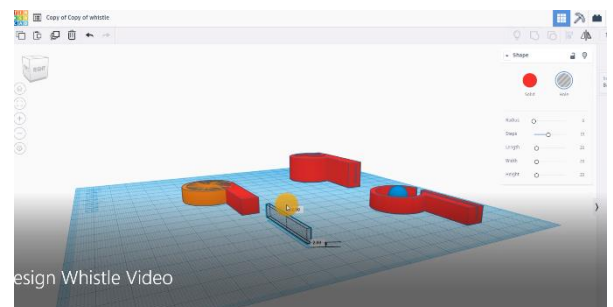 Copy of Copy of whistle
Shape
Solid
Hole
Radius
Steps
Length
Width
Height
esign Whistle Video